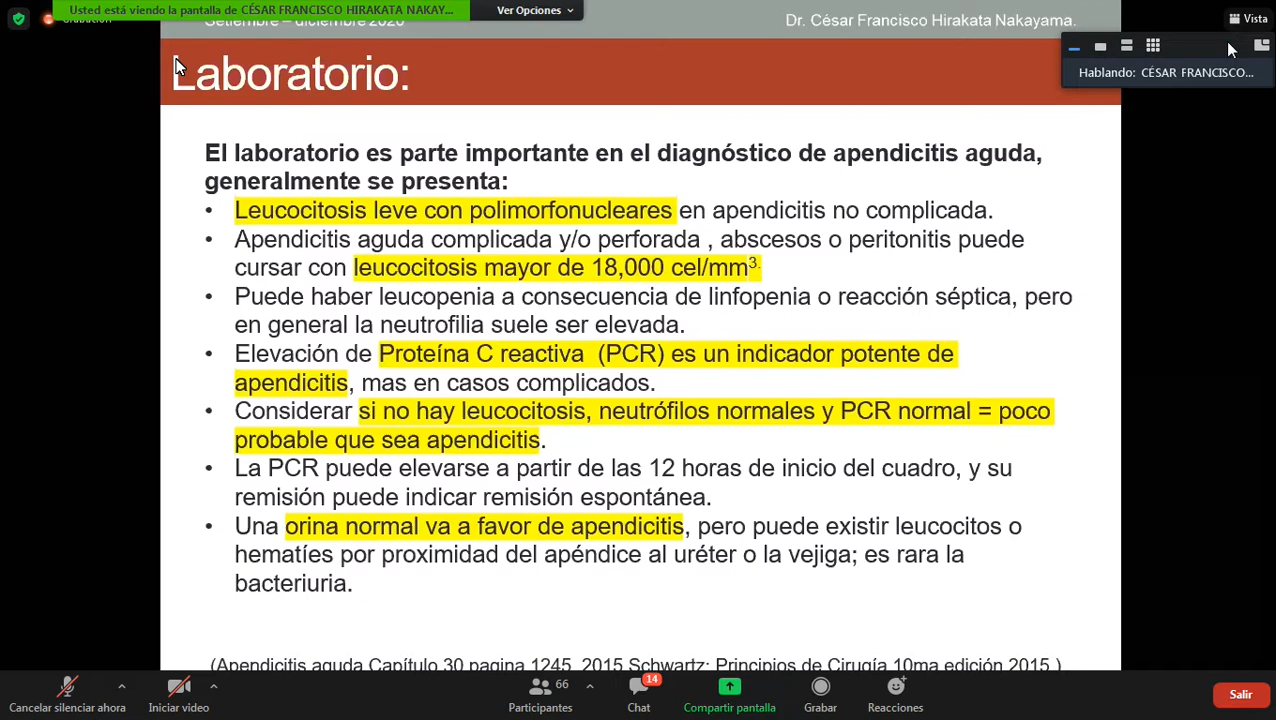 Usted está viendo la pantalla de CÉSAR FRANCISCO HIRAKATA NAKAY...
Ver Opciones
Setiembre – diciembre 2020
Dr. César Francisco Hirakata Nakayama.
Vista
Hablando: CÉSAR FRANCISCO...
Laboratorio:
El laboratorio es parte importante en el diagnóstico de apendicitis aguda,
generalmente se presenta:
• Leucocitosis leve con polimorfonucleares en apendicitis no complicada.
• Apendicitis aguda complicada y/o perforada , abscesos o peritonitis puede
cursar con leucocitosis mayor de 18,000 cel/mm³.
• Puede haber leucopenia a consecuencia de linfopenia o reacción séptica, pero
en general la neutrofilia suele ser elevada.
• Elevación de Proteína C reactiva (PCR) es un indicador potente de
apendicitis, mas en casos complicados.
• Considerar si no hay leucocitosis, neutrófilos normales y PCR normal = poco
probable que sea apendicitis.
• La PCR puede elevarse a partir de las 12 horas de inicio del cuadro, y su
remisión puede indicar remisión espontánea.
• Una orina normal va a favor de apendicitis, pero puede existir leucocitos o
hematíes por proximidad del apéndice al uréter o la vejiga; es rara la
bacteriuria.
(Apendicitis aguda Capítulo 30 pagina 1245, 2015 Schwartz: Principios de Cirugía 10ma edición 2015.)
Cancelar silenciar ahora
Iniciar video
66
Participantes
14
Chat
Compartir pantalla
Grabar
Reacciones
Salir